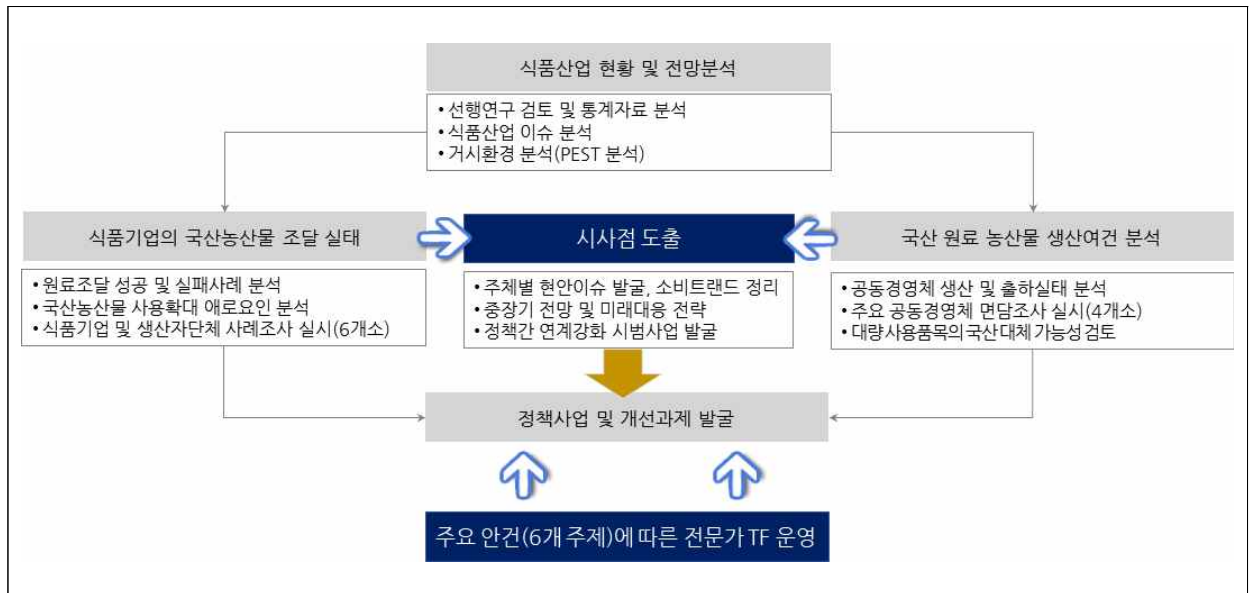 식품산업 현황 및 전망분석
• 선행연구 검토 및 통계자료 분석
• 식품산업 이슈 분석
• 거시환경 분석(PEST 분석)
식품기업의 국산농산물 조달 실태
• 원료조달 성공 및 실패사례 분석
• 국산농산물 사용확대 애로요인 분석
• 식품기업 및 생산자단체 사례조사 실시(6개소)
시사점 도출
• 주체별 현안이슈 발굴, 소비트랜드 정리
• 중장기 전망 및 미래대응 전략
• 정책간 연계강화 시범사업 발굴
국산 원료 농산물 생산여건 분석
• 공동경영체 생산 및 출하실태 분석
• 주요 공동경영체 면담조사 실시(4개소)
• 대량사용품목의 국산 대체 가능성 검토
정책사업 및 개선과제 발굴
주요 안건(6개 주제)에 따른 전문가 TF 운영